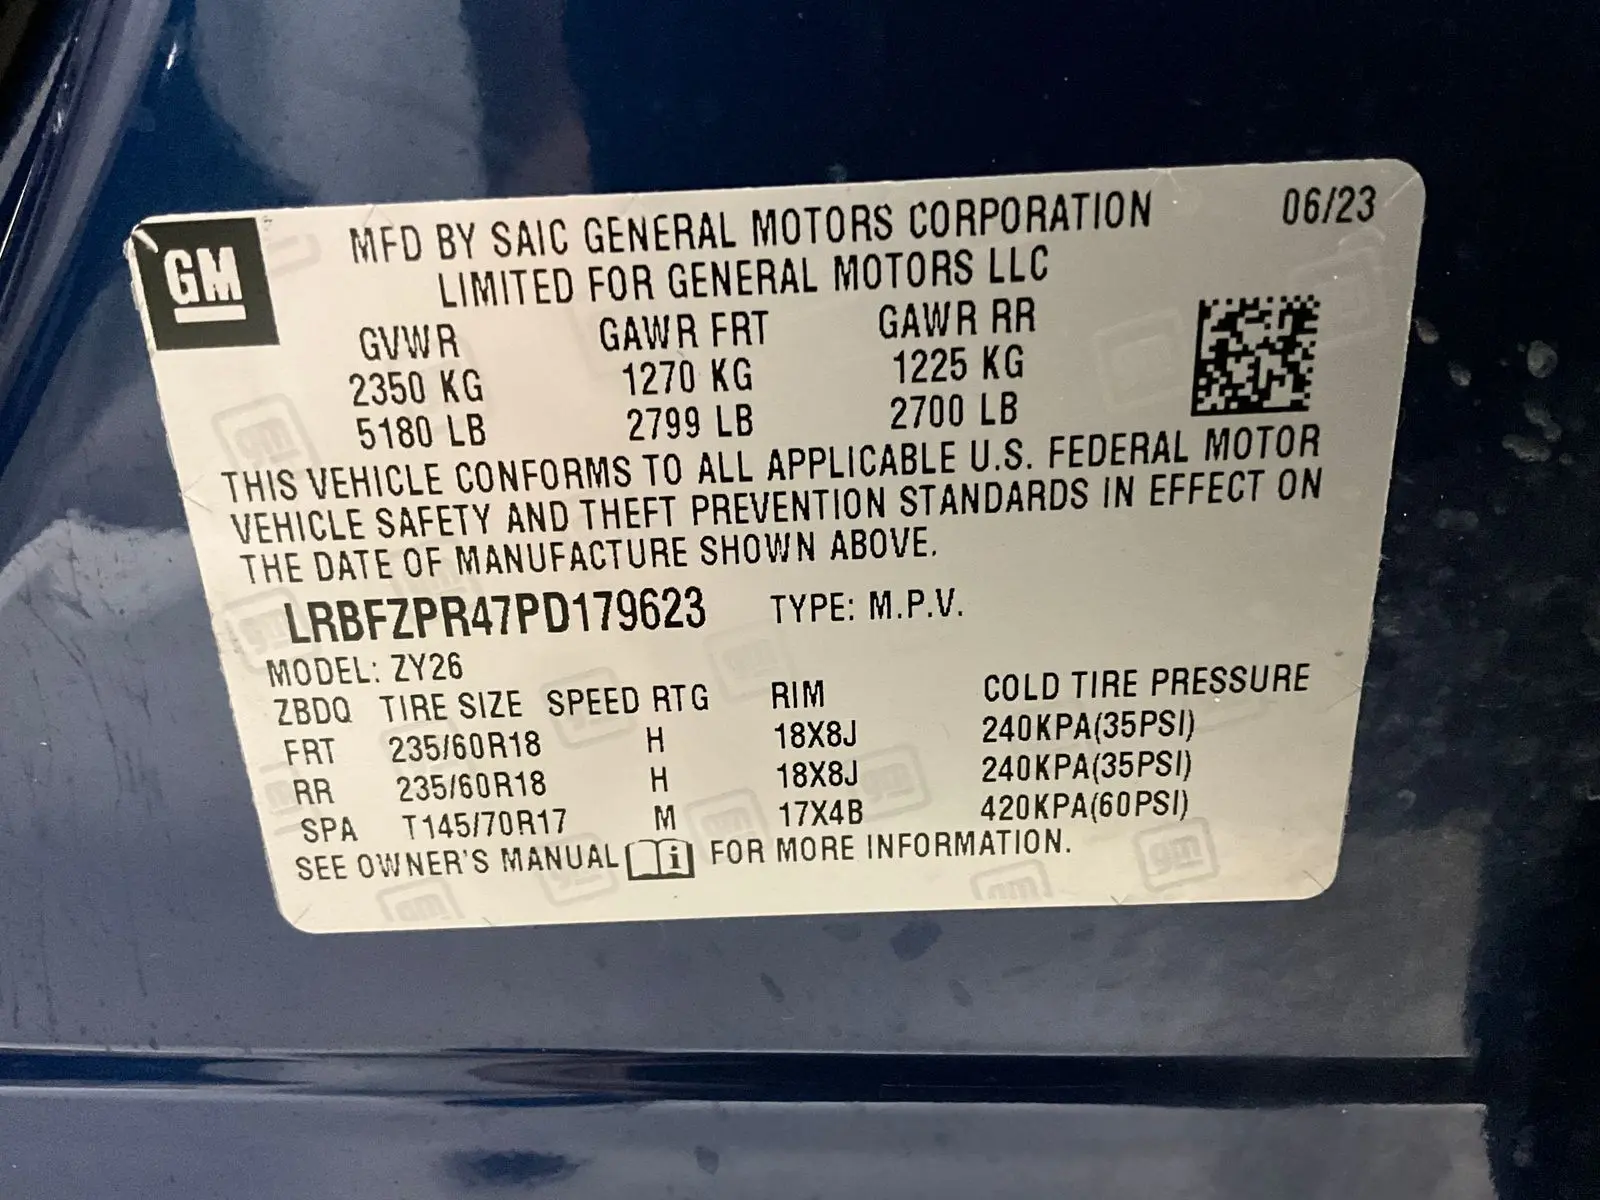 GM
MFD BY SAIC GENERAL MOTORS CORPORATION 06/23
LIMITED FOR GENERAL MOTORS LLC
GVWR GAWR FRT GAWR RR
2350 KG 1270 KG 1225 KG
5180 LB 2799 LB 2700 LB
THIS VEHICLE CONFORMS TO ALL APPLICABLE U.S. FEDERAL MOTOR
VEHICLE SAFETY AND THEFT PREVENTION STANDARDS IN EFFECT ON
THE DATE OF MANUFACTURE SHOWN ABOVE.
LRBFZPR47PD179623 TYPE: M.P.V.
MODEL: ZY26
ZBDQ TIRE SIZE SPEED RTG RIM COLD TIRE PRESSURE
FRT 235/60R18 H 18X8J 240KPA(35PSI)
RR 235/60R18 H 18X8J 240KPA(35PSI)
SPA T145/70R17 M 17X4B 420KPA(60PSI)
SEE OWNER'S MANUAL i FOR MORE INFORMATION.